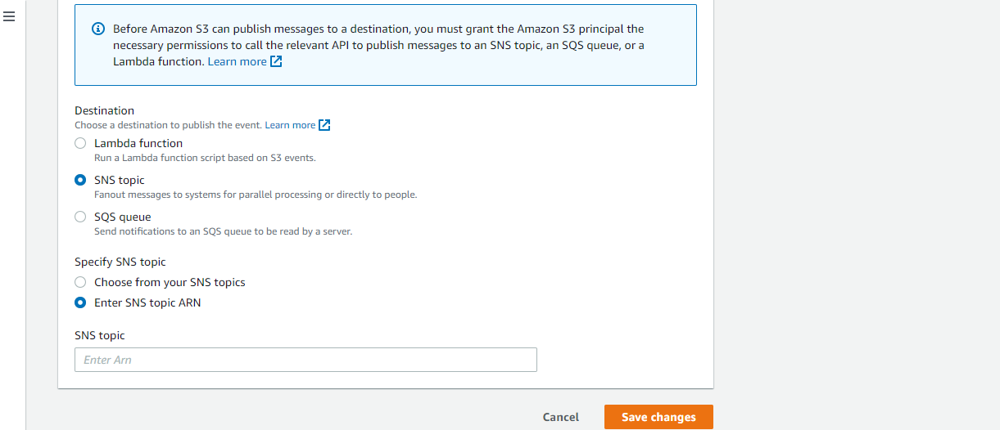 Before Amazon S3 can publish messages to a destination, you must grant the Amazon S3 principal the
necessary permissions to call the relevant API to publish messages to an SNS topic, an SQS queue, or a
Lambda function. Learn more
Destination
Choose a destination to publish the event. Learn more
Lambda function
Run a Lambda function script based on S3 events.
SNS topic
Fanout messages to systems for parallel processing or directly to people.
SQS queue
Send notifications to an SQS queue to be read by a server.
Specify SNS topic
Choose from your SNS topics
Enter SNS topic ARN
SNS topic
Enter Arn
Cancel Save changes